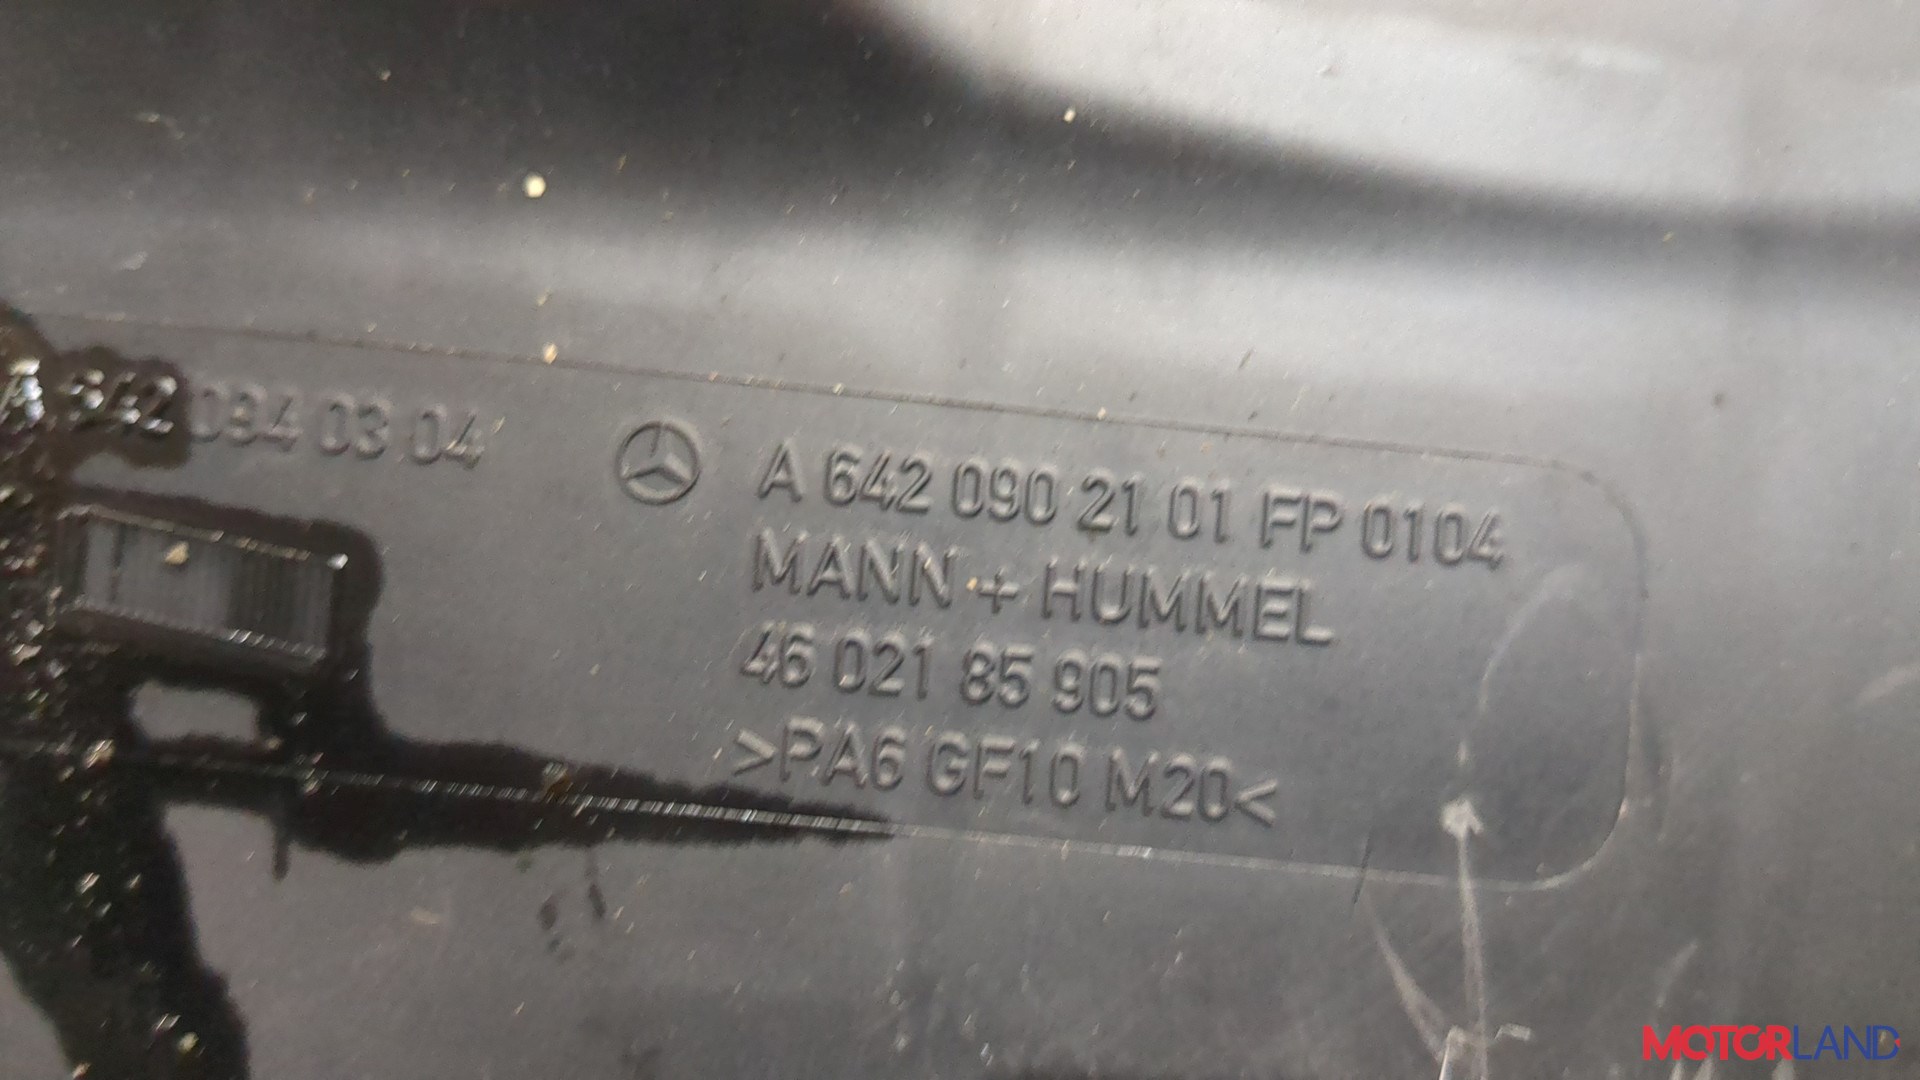 A 642 094 03 04
A 642 090 21 01 FP 0104
MANN + HUMMEL
46 021 85 905
>PA6 GF10 M20<
MOTORLAND